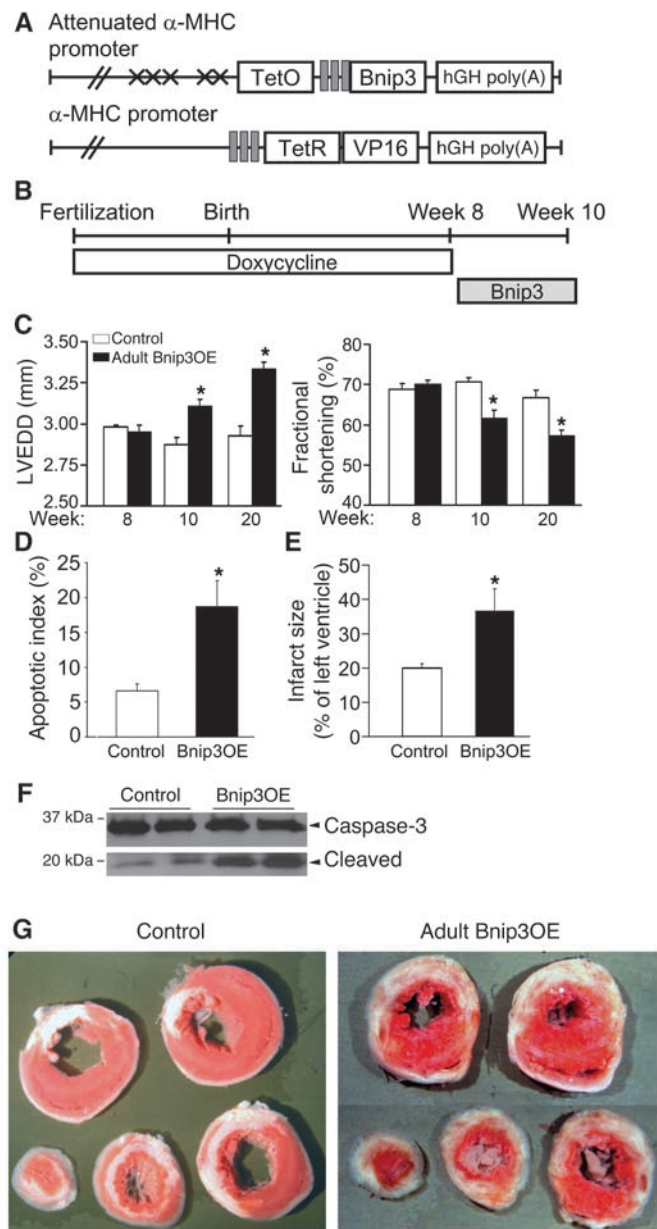 A
Attenuated α-MHC
promoter
TetO Bnip3 hGH poly(A)
α-MHC promoter
TetR VP16 hGH poly(A)
B
Fertilization Birth Week 8 Week 10
Doxycycline
Bnip3
C
Control
Adult Bnip3OE
LVEDD (mm)
3.50
3.25
3.00
2.75
2.50
* *
Week: 8 10 20
Fractional
shortening (%)
80
70
60
50
40
* *
Week: 8 10 20
D
Apoptotic index (%)
25
20
15
10
5
0
*
Control Bnip3OE
E
Infarct size
(% of left ventricle)
50
40
30
20
10
0
*
Control Bnip3OE
F
Control Bnip3OE
37 kDa – Caspase-3
20 kDa – Cleaved
G
Control Adult Bnip3OE